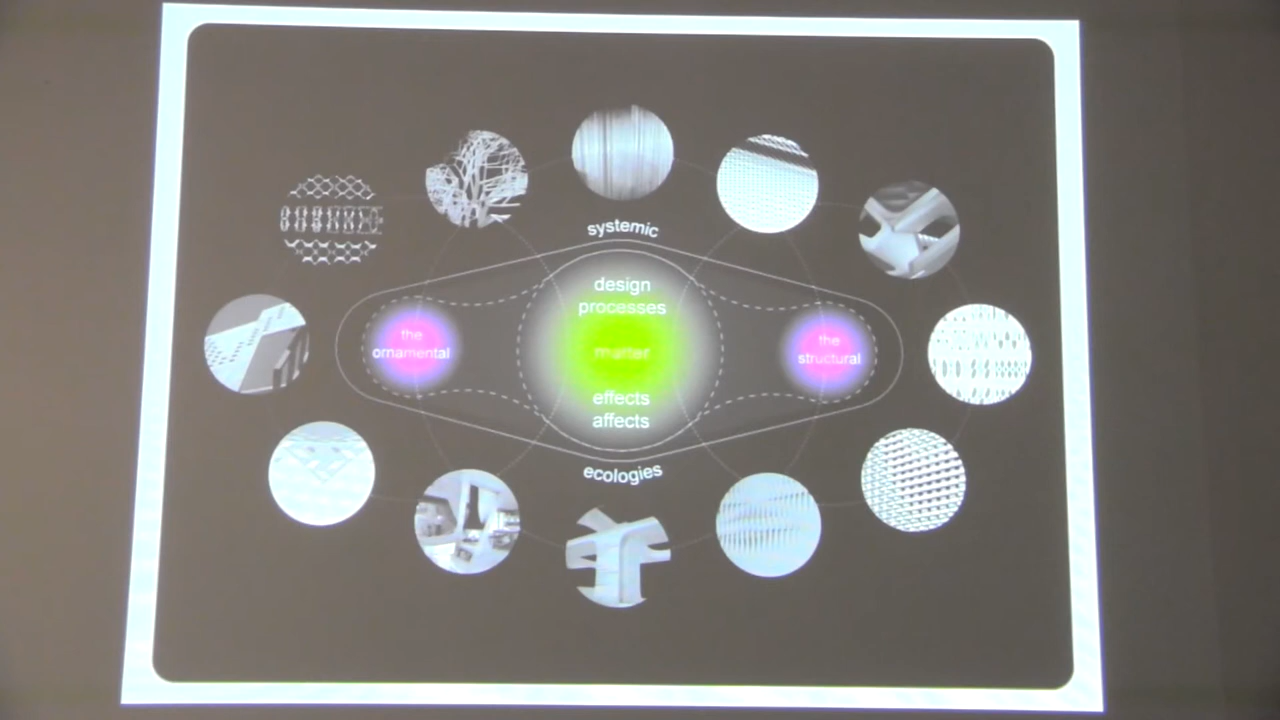 systemic
design
processes
the
ornamental
matter
the
structural
effects
affects
ecologies